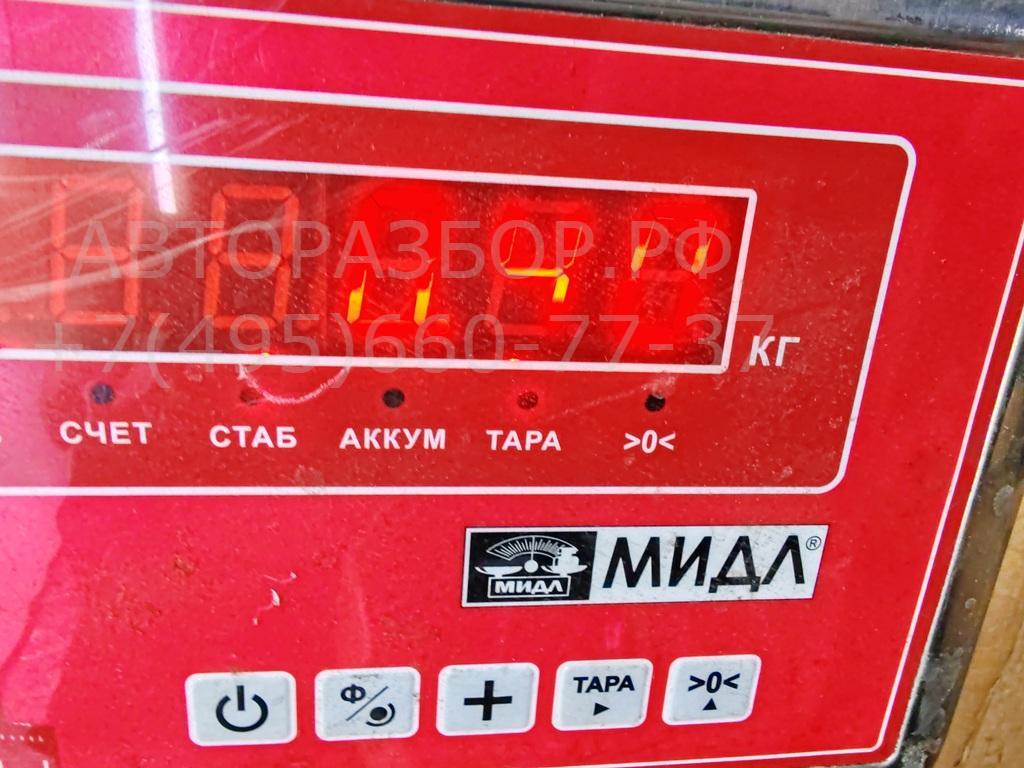 АВТОРАЗБОР.РФ
+7(495)660-77-37
КГ
СЧЕТ СТАБ АККУМ ТАРА >0<
МИДЛ МИДЛ®
Ф + ТАРА >0<